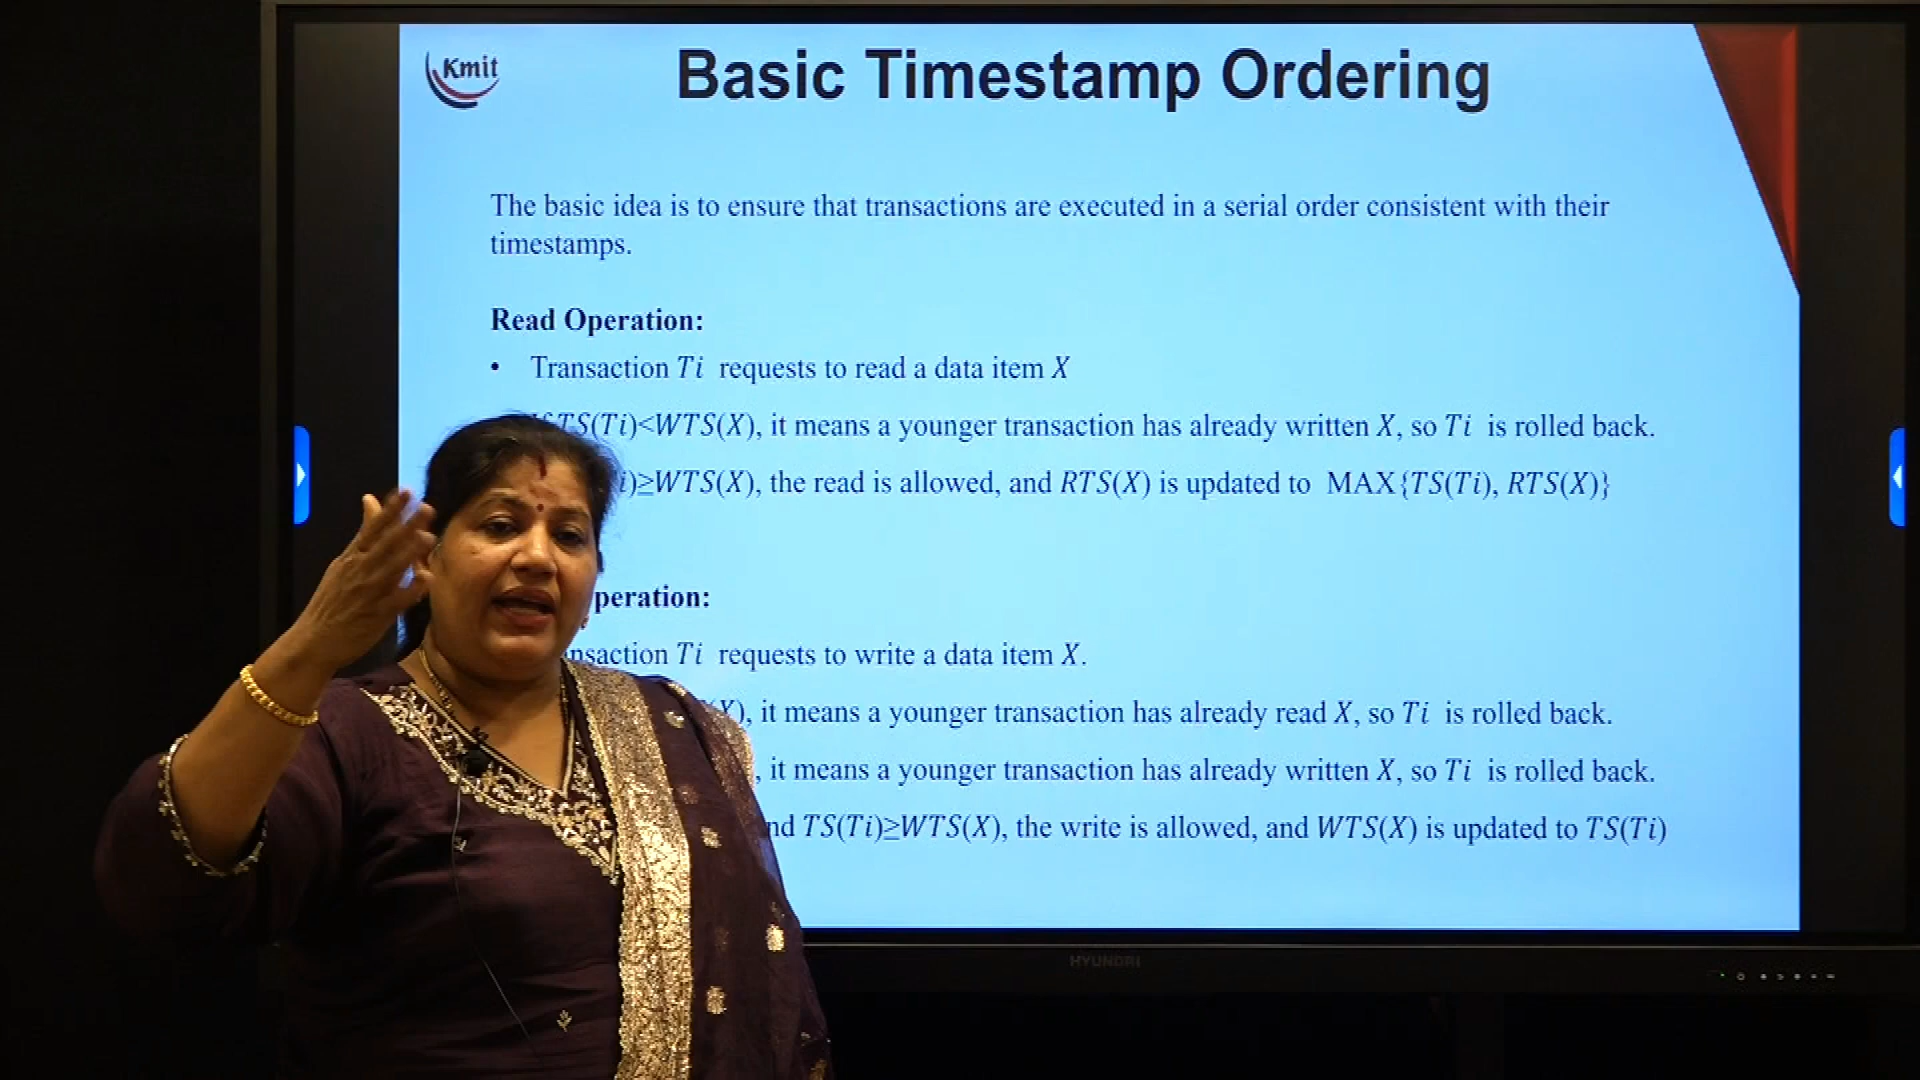 Kmit
Basic Timestamp Ordering
The basic idea is to ensure that transactions are executed in a serial order consistent with their
timestamps.
Read Operation:
• Transaction Ti requests to read a data item X
TS(Ti)<WTS(X), it means a younger transaction has already written X, so Ti is rolled back.
i)≥WTS(X), the read is allowed, and RTS(X) is updated to MAX{TS(Ti), RTS(X)}
peration:
nsaction Ti requests to write a data item X.
(X), it means a younger transaction has already read X, so Ti is rolled back.
, it means a younger transaction has already written X, so Ti is rolled back.
nd TS(Ti)≥WTS(X), the write is allowed, and WTS(X) is updated to TS(Ti)
HYUNDAI